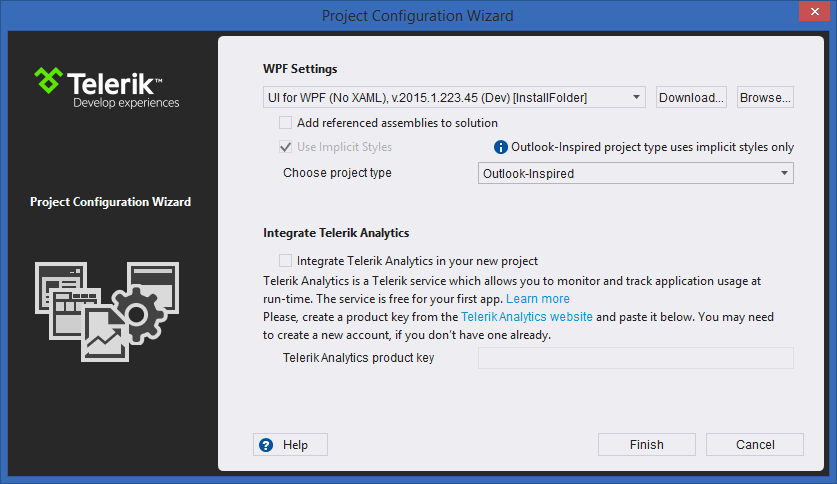 Project Configuration Wizard
Telerik™
Develop experiences
Project Configuration Wizard
WPF Settings
UI for WPF (No XAML), v.2015.1.223.45 (Dev) [InstallFolder]
Download...
Browse...
Add referenced assemblies to solution
Use Implicit Styles
Outlook-Inspired project type uses implicit styles only
Choose project type
Outlook-Inspired
Integrate Telerik Analytics
Integrate Telerik Analytics in your new project
Telerik Analytics is a Telerik service which allows you to monitor and track application usage at
run-time. The service is free for your first app. Learn more
Please, create a product key from the Telerik Analytics website and paste it below. You may need
to create a new account, if you don't have one already.
Telerik Analytics product key
Help
Finish
Cancel